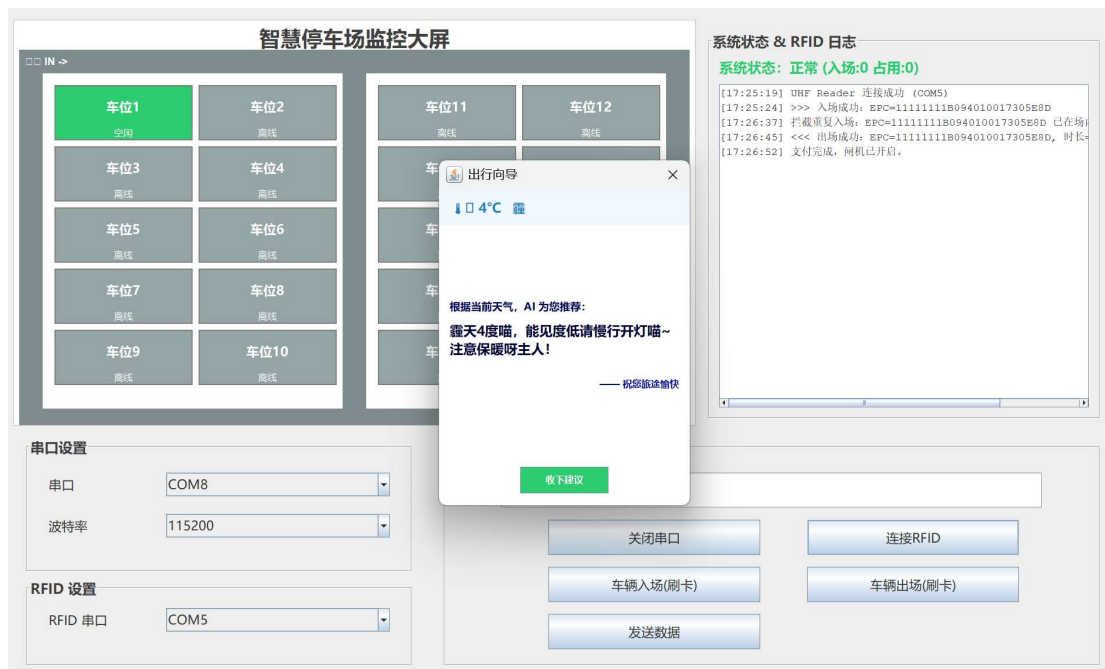 智慧停车场监控大屏
IN ->
车位1
空闲
车位2
离线
车位11
离线
车位12
离线
车位3
离线
车位4
离线
车位5
离线
车位6
离线
车位7
离线
车位8
离线
车位9
离线
车位10
离线
系统状态 & RFID 日志
系统状态：正常 (入场:0 占用:0)
[17:25:19] UHF Reader 连接成功 (COM5)
[17:25:24] >>> 入场成功: EPC=11111111B094010017305E8D
[17:26:37] 拦截重复入场: EPC=11111111B094010017305E8D 已在场
[17:26:45] <<< 出场成功: EPC=11111111B094010017305E8D, 时长=
[17:26:52] 支付完成，闸机已开启。
出行向导
4°C 霾
根据当前天气，AI 为您推荐：
霾天4度喵，能见度低请慢行开灯喵~
注意保暖呀主人！
—— 祝您旅途愉快
收下建议
串口设置
串口
COM8
波特率
115200
RFID 设置
RFID 串口
COM5
关闭串口
连接RFID
车辆入场(刷卡)
车辆出场(刷卡)
发送数据